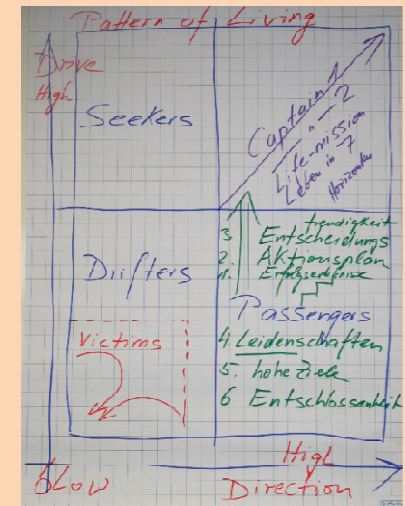 Pattern of Living
Drive
High
Seekers
Captain 1
— " — 2
Life-mission
Leben in 7
Horizonten
Drifters
Victims
freudigkeit
3 Entscheidungs
2. Aktionsplan
1. Erfolgserlebnisse
Passengers
4. Leidenschaften
5. hohe Ziele
6 Entschlossenheit
Low
High
Direction